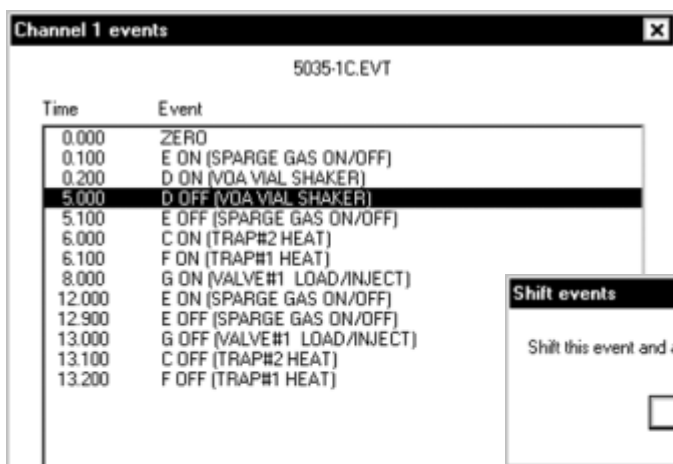 Channel 1 events
5035-1C.EVT
Time Event
0.000 ZERO
0.100 E ON (SPARGE GAS ON/OFF)
0.200 D ON (VOA VIAL SHAKER)
5.000 D OFF (VOA VIAL SHAKER)
5.100 E OFF (SPARGE GAS ON/OFF)
6.000 C ON (TRAP#2 HEAT)
6.100 F ON (TRAP#1 HEAT)
8.000 G ON (VALVE#1 LOAD/INJECT)
12.000 E ON (SPARGE GAS ON/OFF)
12.900 E OFF (SPARGE GAS ON/OFF)
13.000 G OFF (VALVE#1 LOAD/INJECT)
13.100 C OFF (TRAP#2 HEAT)
13.200 F OFF (TRAP#1 HEAT)
Shift events
Shift this event and